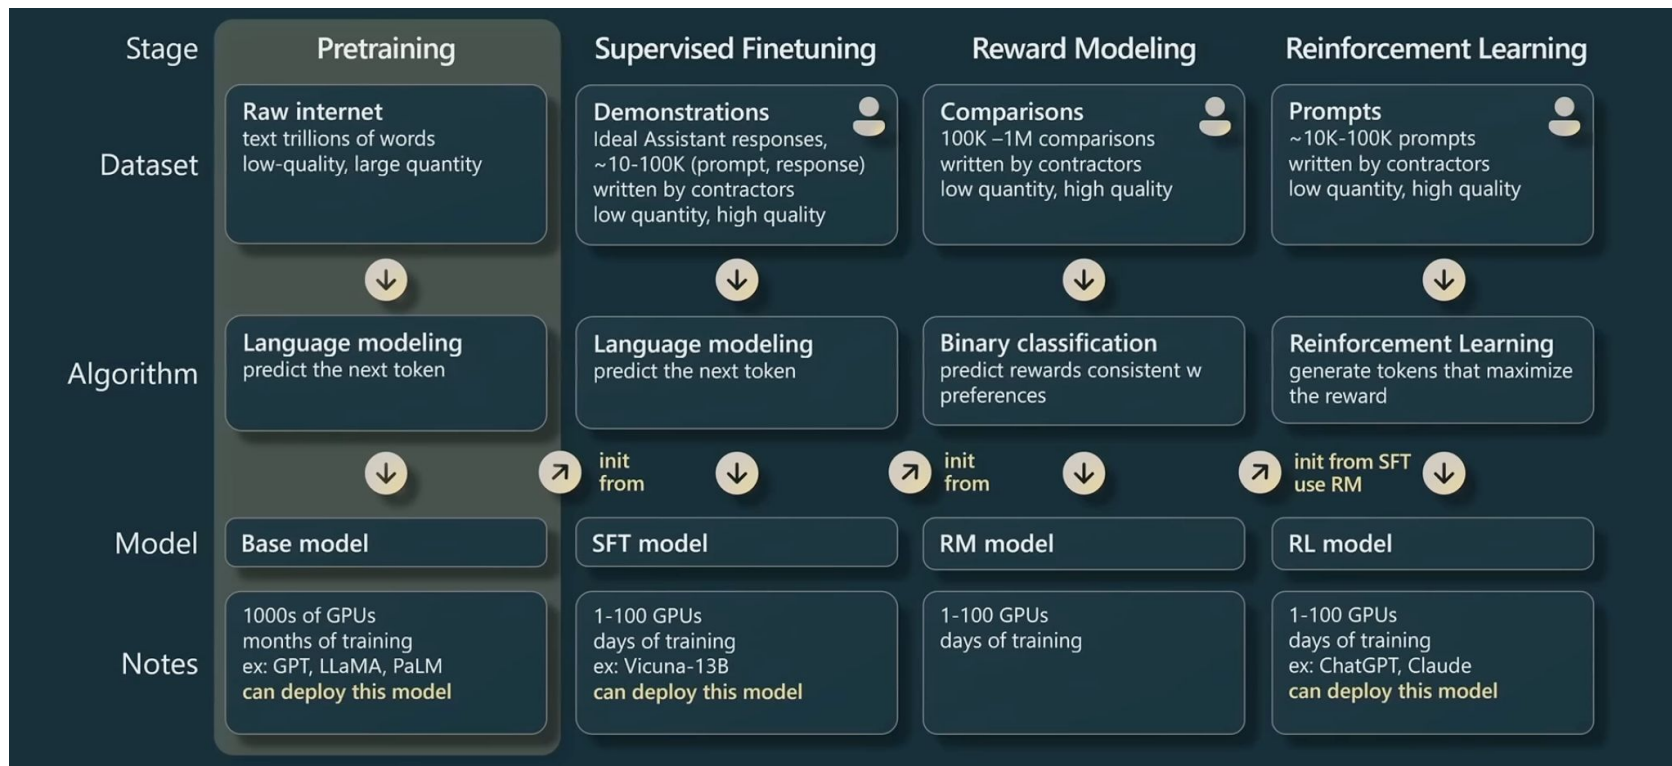 Stage
Pretraining
Supervised Finetuning
Reward Modeling
Reinforcement Learning
Dataset
Raw internet
text trillions of words
low-quality, large quantity
Demonstrations
Ideal Assistant responses,
~10-100K (prompt, response)
written by contractors
low quantity, high quality
Comparisons
100K –1M comparisons
written by contractors
low quantity, high quality
Prompts
~10K-100K prompts
written by contractors
low quantity, high quality
Algorithm
Language modeling
predict the next token
Language modeling
predict the next token
Binary classification
predict rewards consistent w
preferences
Reinforcement Learning
generate tokens that maximize
the reward
init
from
init
from
init from SFT
use RM
Model
Base model
SFT model
RM model
RL model
Notes
1000s of GPUs
months of training
ex: GPT, LLaMA, PaLM
can deploy this model
1-100 GPUs
days of training
ex: Vicuna-13B
can deploy this model
1-100 GPUs
days of training
1-100 GPUs
days of training
ex: ChatGPT, Claude
can deploy this model